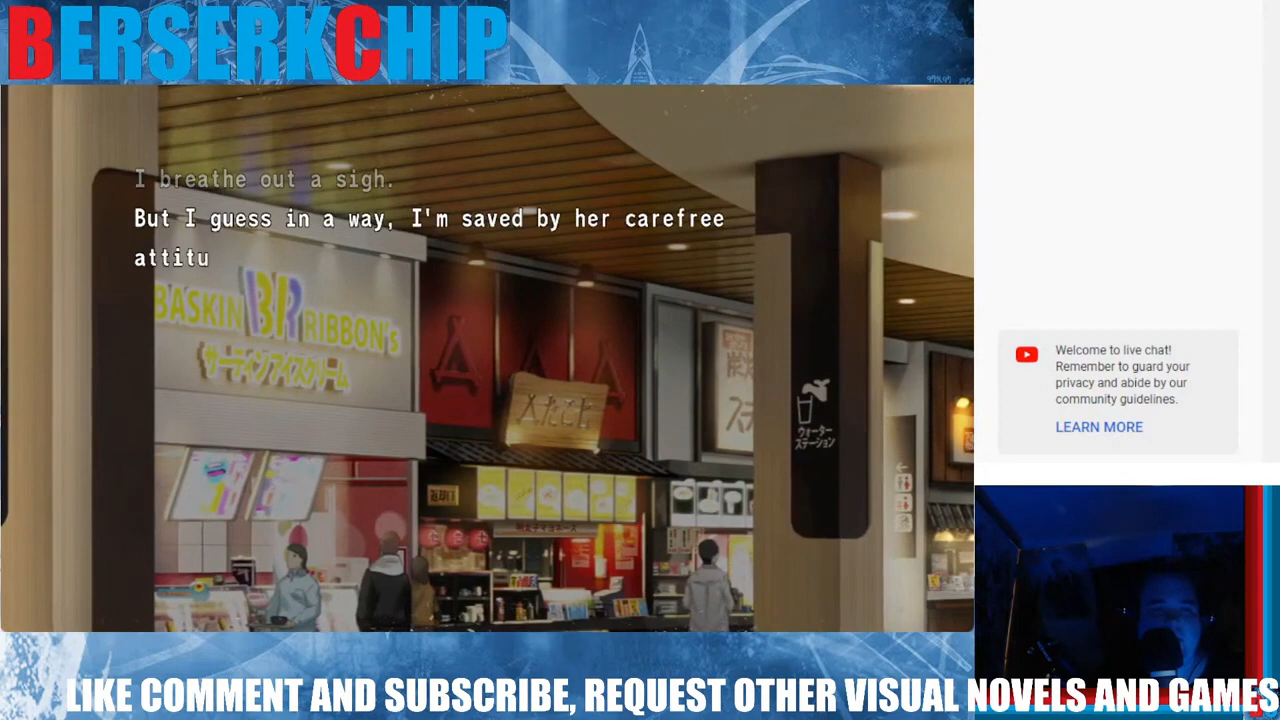 BERSERKCHIP
I breathe out a sigh.
But I guess in a way, I'm saved by her carefree
attitu
BASKIN BR RIBBON's
サーティンアイスクリーム
ウォーター
ステーション
Welcome to live chat!
Remember to guard your
privacy and abide by our
community guidelines.
LEARN MORE
LIKE COMMENT AND SUBSCRIBE, REQUEST OTHER VISUAL NOVELS AND GAMES